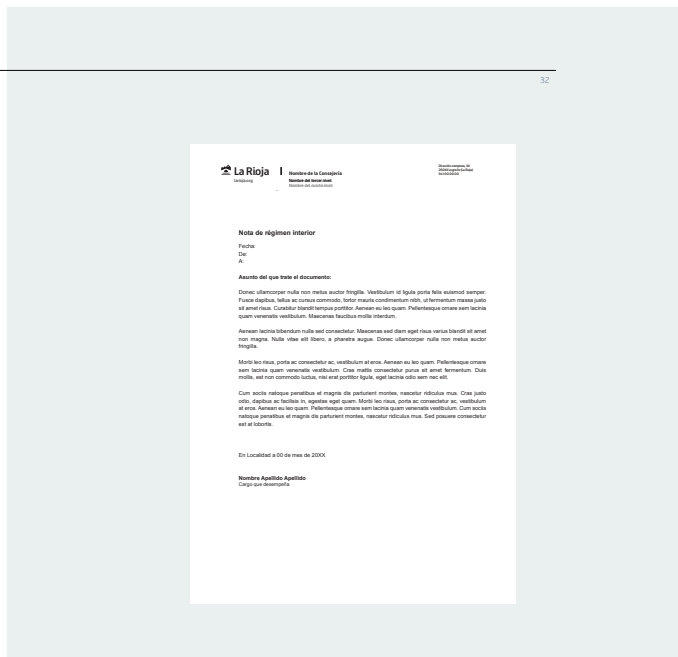 32
La Rioja
larioja.org
Nombre de la Consejería
Nombre del tercer nivel
Nombre del cuarto nivel
Nota de régimen interior
Fecha:
De:
A:
Asunto del que trate el documento:
Donec ullamcorper nulla non metus auctor fringilla. Vestibulum id ligula porta felis euismod semper.
Fusce dapibus, tellus ac cursus commodo, tortor mauris condimentum nibh, ut fermentum massa justo
sit amet risus. Curabitur blandit tempus porttitor. Aenean eu leo quam. Pellentesque ornare sem lacinia
quam venenatis vestibulum. Maecenas faucibus mollis interdum.
Aenean lacinia bibendum nulla sed consectetur. Maecenas sed diam eget risus varius blandit sit amet
non magna. Nulla vitae elit libero, a pharetra augue. Donec ullamcorper nulla non metus auctor
fringilla.
Morbi leo risus, porta ac consectetur ac, vestibulum at eros. Aenean eu leo quam. Pellentesque ornare
sem lacinia quam venenatis vestibulum. Cras mattis consectetur purus sit amet fermentum. Duis
mollis, est non commodo luctus, nisi erat porttitor ligula, eget lacinia odio sem nec elit.
Cum sociis natoque penatibus et magnis dis parturient montes, nascetur ridiculus mus. Cras justo
odio, dapibus ac facilisis in, egestas eget quam. Morbi leo risus, porta ac consectetur ac, vestibulum
at eros. Aenean eu leo quam. Pellentesque ornare sem lacinia quam venenatis vestibulum. Cum sociis
natoque penatibus et magnis dis parturient montes, nascetur ridiculus mus. Sed posuere consectetur
est at lobortis.
En Localidad a 00 de mes de 20XX
Nombre Apellido Apellido
Cargo que desempeña